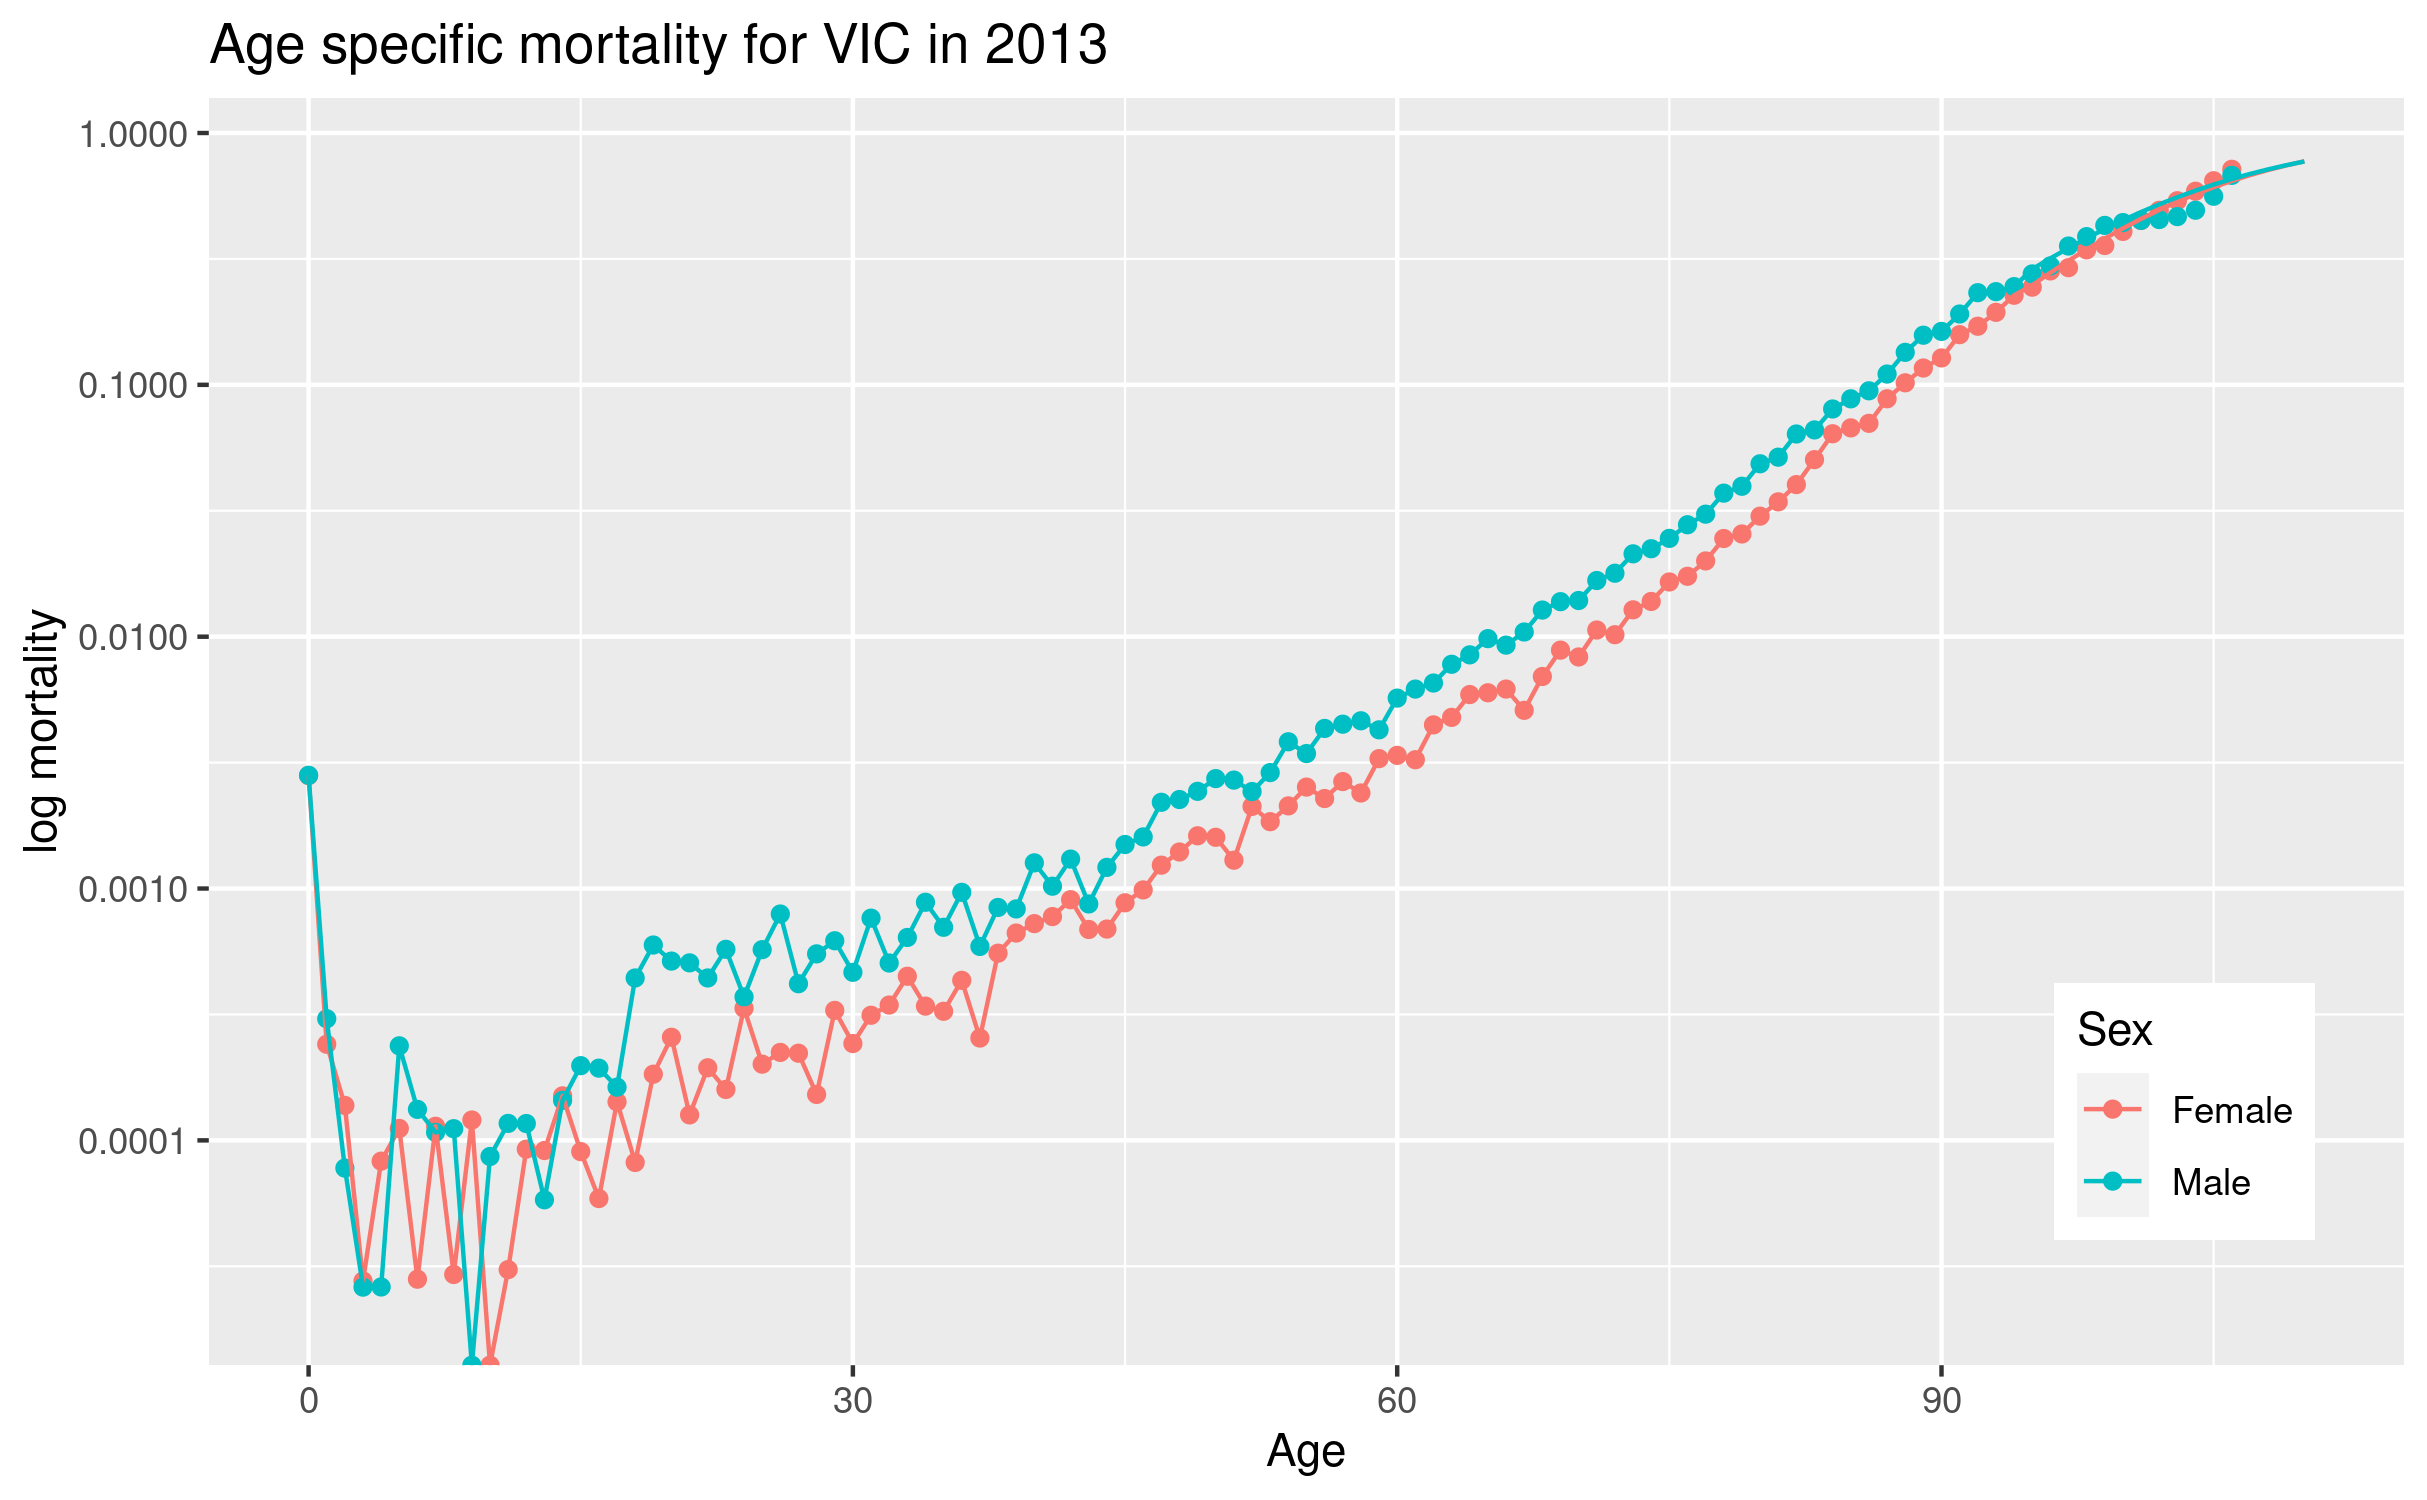 Age specific mortality for VIC in 2013
1.0000
0.1000
0.0100
0.0010
0.0001
log mortality
0
30
60
90
Age
Sex
Female
Male